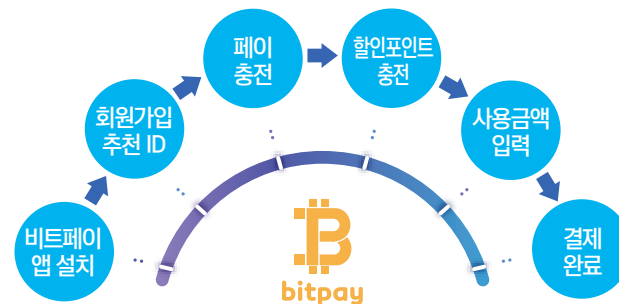 비트페이
앱 설치
회원가입
추천 ID
페이
충전
할인포인트
충전
사용금액
입력
결제
완료
bitpay